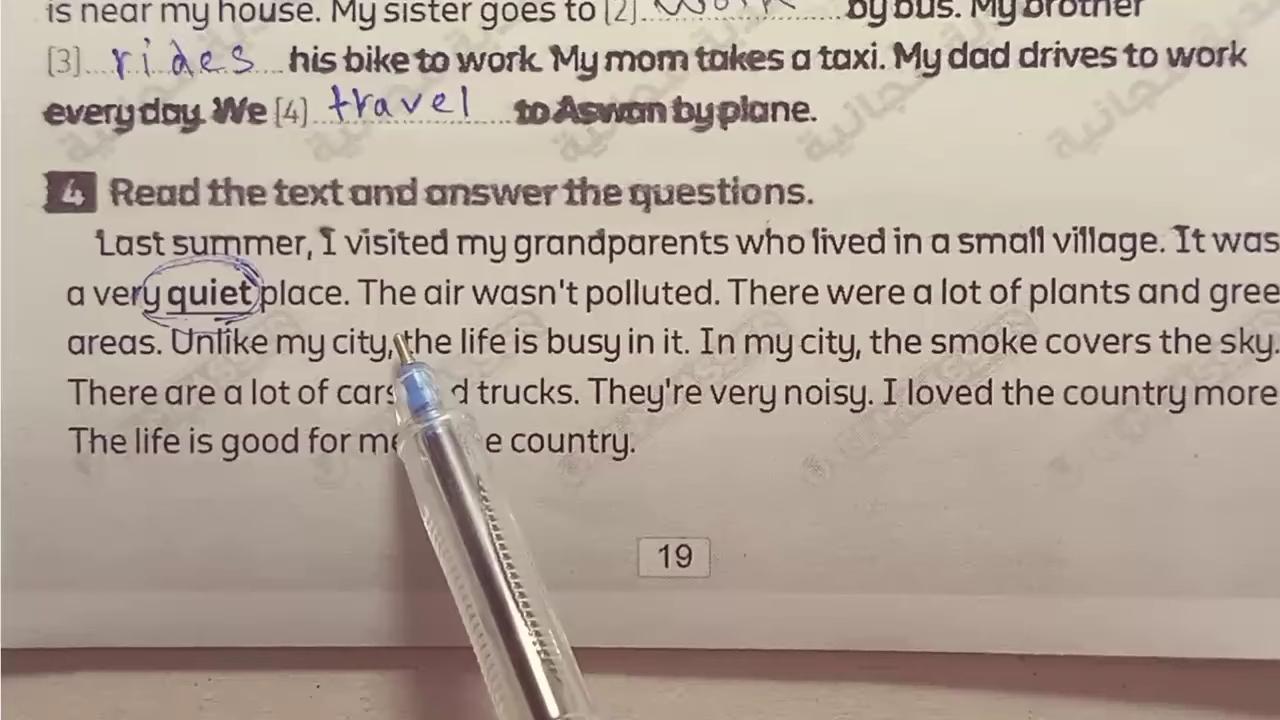 is near my house. My sister goes to [2] work by bus. My brother
[3] rides his bike to work. My mom takes a taxi. My dad drives to work
every day. We [4] travel to Aswan by plane.
4 Read the text and answer the questions.
Last summer, I visited my grandparents who lived in a small village. It was
a very quiet place. The air wasn't polluted. There were a lot of plants and gree
areas. Unlike my city, the life is busy in it. In my city, the smoke covers the sky.
There are a lot of cars d trucks. They're very noisy. I loved the country more
The life is good for me e country.
19